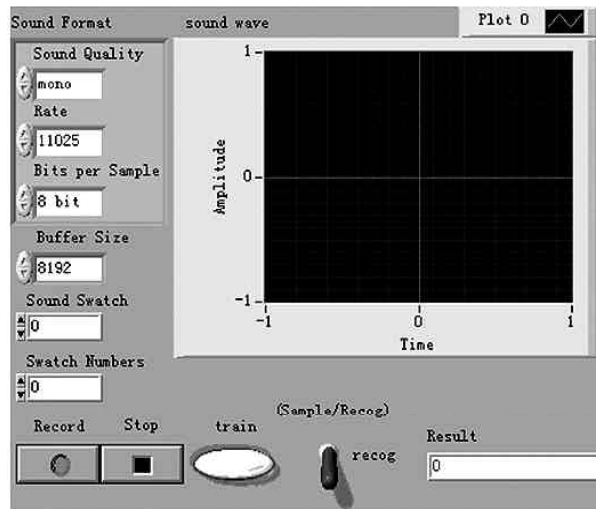 Sound Format
sound wave
Plot 0
Sound Quality
mono
Rate
11025
Bits per Sample
8 bit
Buffer Size
8192
Sound Swatch
0
Swatch Numbers
0
1
0
-1
Amplitude
-1
0
1
Time
Record
Stop
train
(Sample/Recog)
recog
Result
0